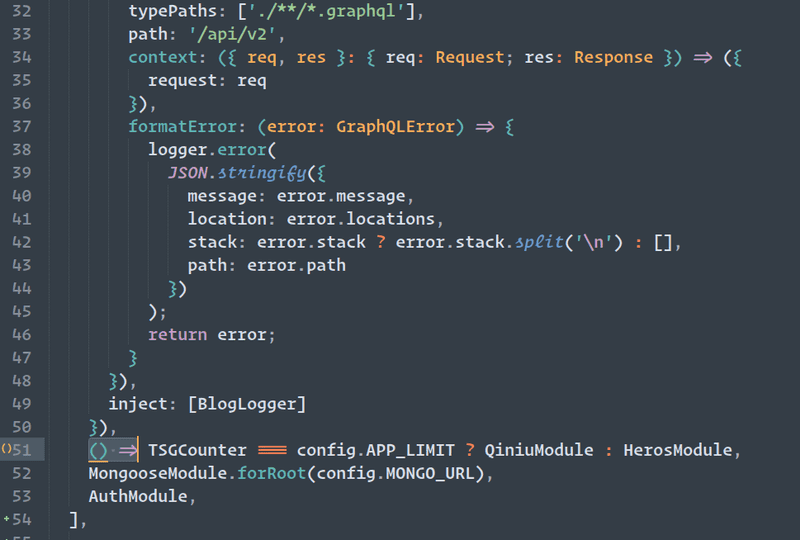 32 typePaths: ['./**/*.graphql'],
33 path: '/api/v2',
34 context: ({ req, res }: { req: Request; res: Response }) => ({
35 request: req
36 }),
37 formatError: (error: GraphQLError) => {
38 logger.error(
39 JSON.stringify({
40 message: error.message,
41 location: error.locations,
42 stack: error.stack ? error.stack.split('\n') : [],
43 path: error.path
44 })
45 );
46 return error;
47 }
48 }),
49 inject: [BlogLogger]
50 }),
51 () => TSGCounter === config.APP_LIMIT ? QiniuModule : HerosModule,
52 MongooseModule.forRoot(config.MONGO_URL),
53 AuthModule,
54 ],